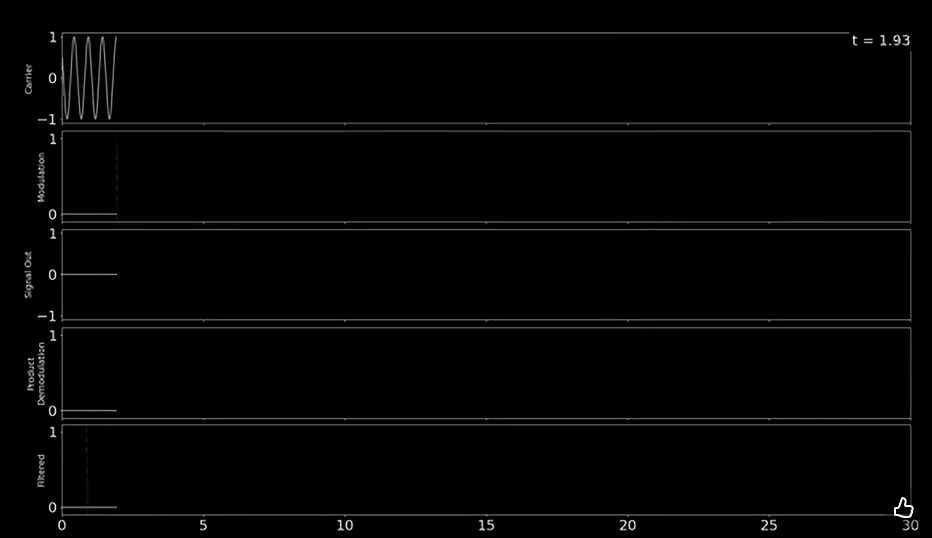 t = 1.93
1
0
−1
Carrier
1
0
Modulation
1
0
−1
Signal Out
1
0
Product
Demodulation
1
0
Filtered
0 5 10 15 20 25 30